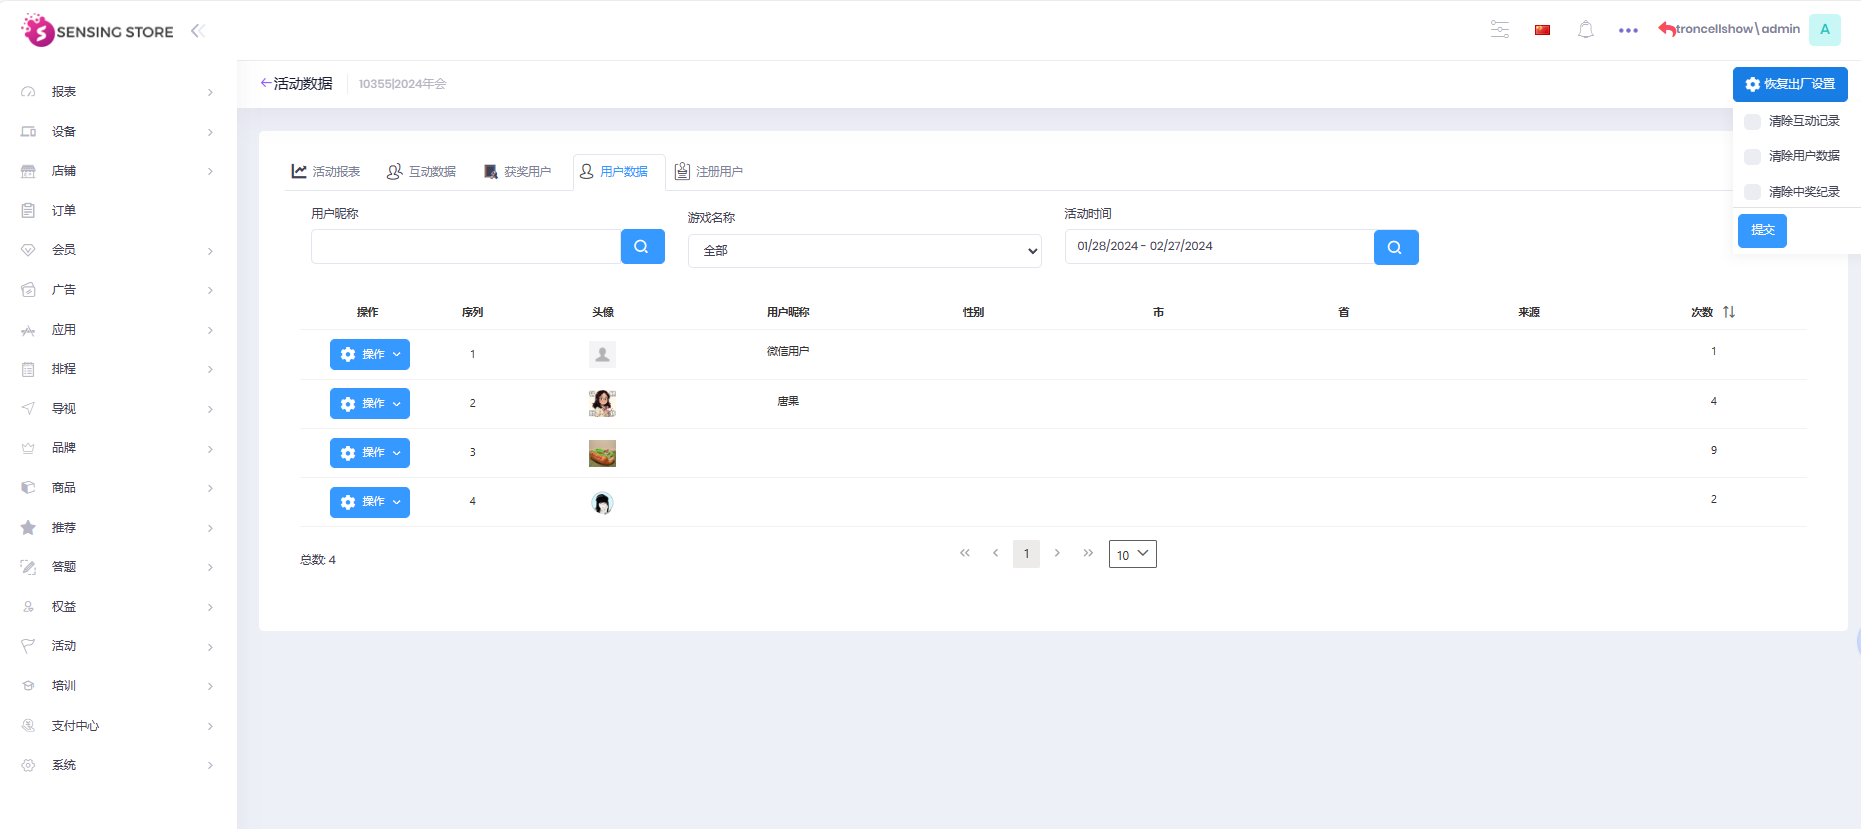 SENSING STORE
troncellshow\admin
A
报表
设备
店铺
订单
会员
广告
应用
排程
导视
品牌
商品
推荐
答题
权益
活动
培训
支付中心
系统
活动数据
10355|2024年会
恢复出厂设置
清除互动记录
清除用户数据
清除中奖纪录
提交
活动报表
互动数据
获奖用户
用户数据
注册用户
用户昵称
游戏名称
全部
活动时间
01/28/2024 - 02/27/2024
操作 序列 头像 用户昵称 性别 市 省 来源 次数
操作 1 微信用户 1
操作 2 唐果 4
操作 3 9
操作 4 2
总数: 4
1
10